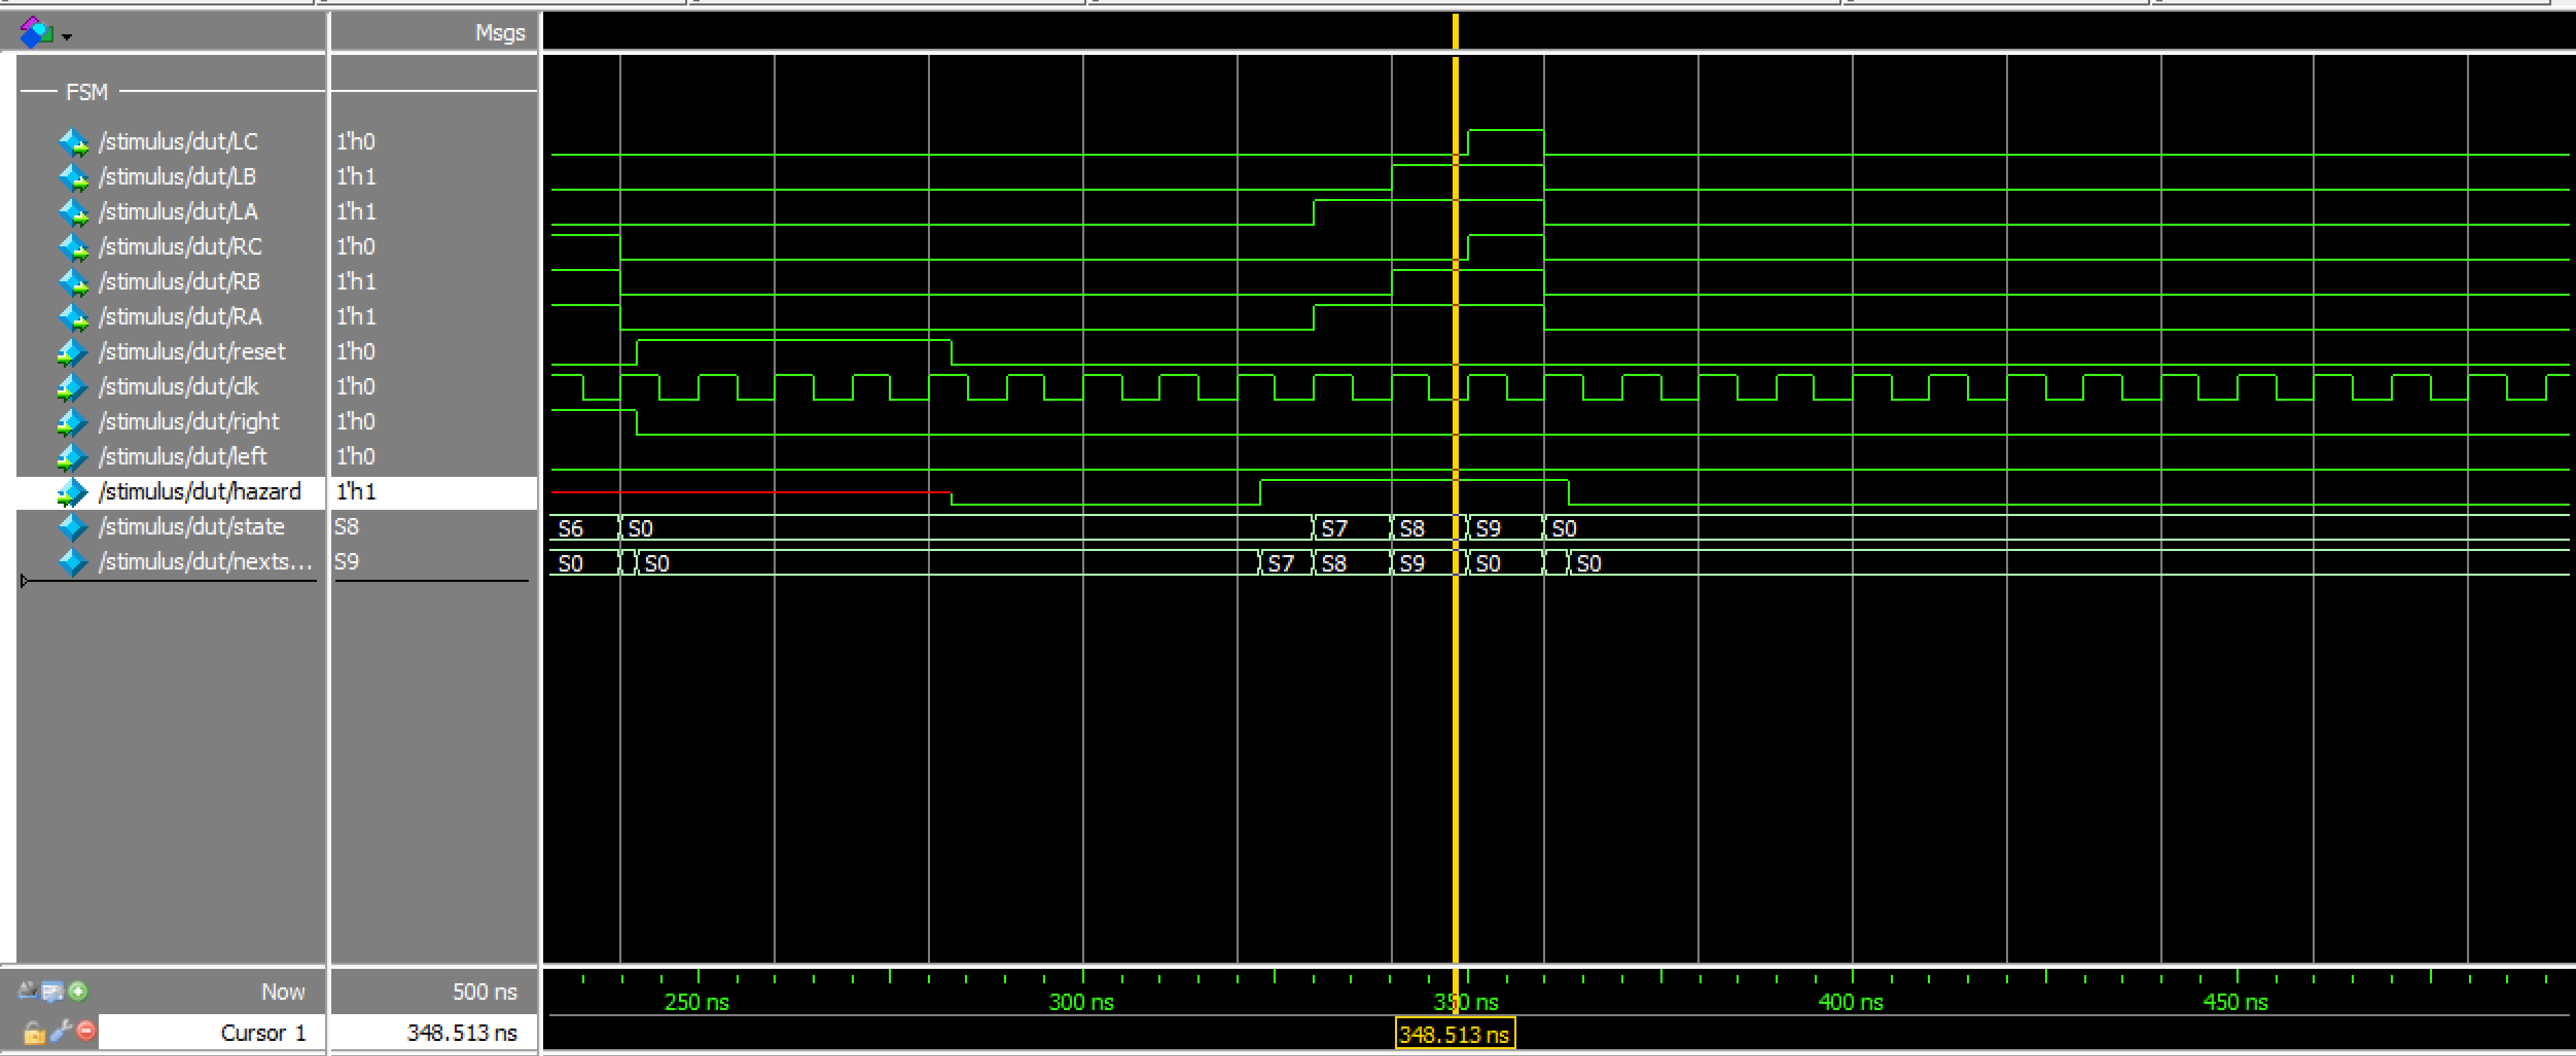 Msgs
FSM
/stimulus/dut/LC 1'h0
/stimulus/dut/LB 1'h1
/stimulus/dut/LA 1'h1
/stimulus/dut/RC 1'h0
/stimulus/dut/RB 1'h1
/stimulus/dut/RA 1'h1
/stimulus/dut/reset 1'h0
/stimulus/dut/clk 1'h0
/stimulus/dut/right 1'h0
/stimulus/dut/left 1'h0
/stimulus/dut/hazard 1'h1
/stimulus/dut/state S8 S6 S0 S7 S8 S9 S0
/stimulus/dut/nexts... S9 S0 S0 S7 S8 S9 S0 S0
Now 500 ns 250 ns 300 ns 350 ns 400 ns 450 ns
Cursor 1 348.513 ns 348.513 ns